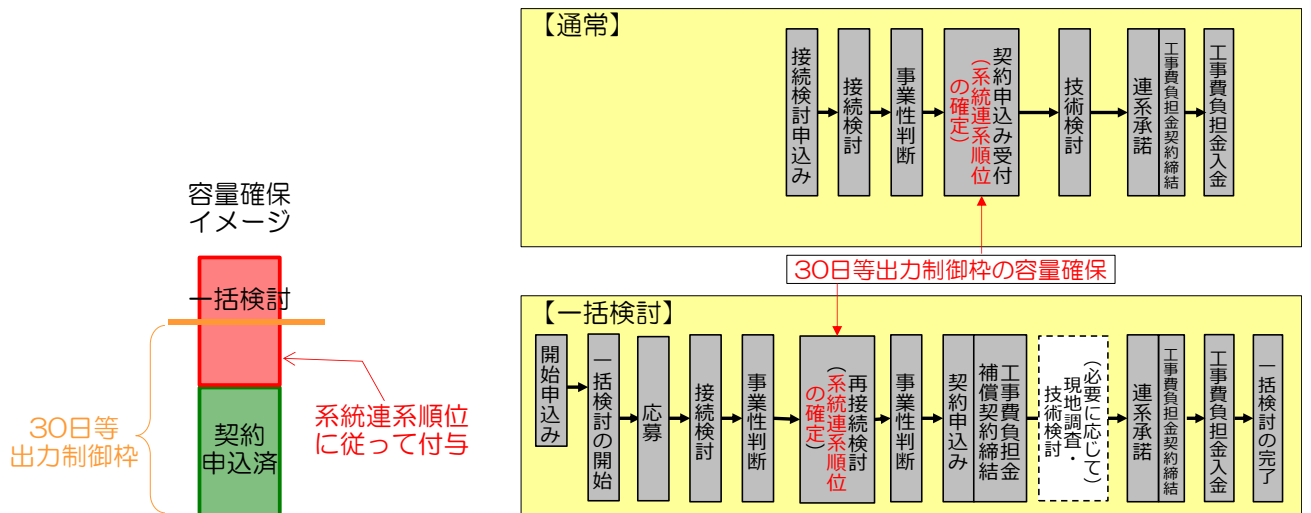 容量確保
イメージ
一括検討
30日等
出力制御枠
契約
申込済
系統連系順位
に従って付与
【通常】
接続検討申込み
接続検討
事業性判断
契約申込み受付
（系統連系順位
の確定）
技術検討
連系承諾
工事費負担金契約締結
工事費負担金入金
30日等出力制御枠の容量確保
【一括検討】
開始申込み
一括検討の開始
応募
接続検討
事業性判断
再接続検討
（系統連系順位
の確定）
事業性判断
契約申込み
工事費負担金
補償契約締結
（必要に応じて）
現地調査・
技術検討
連系承諾
工事費負担金契約締結
工事費負担金入金
一括検討の完了